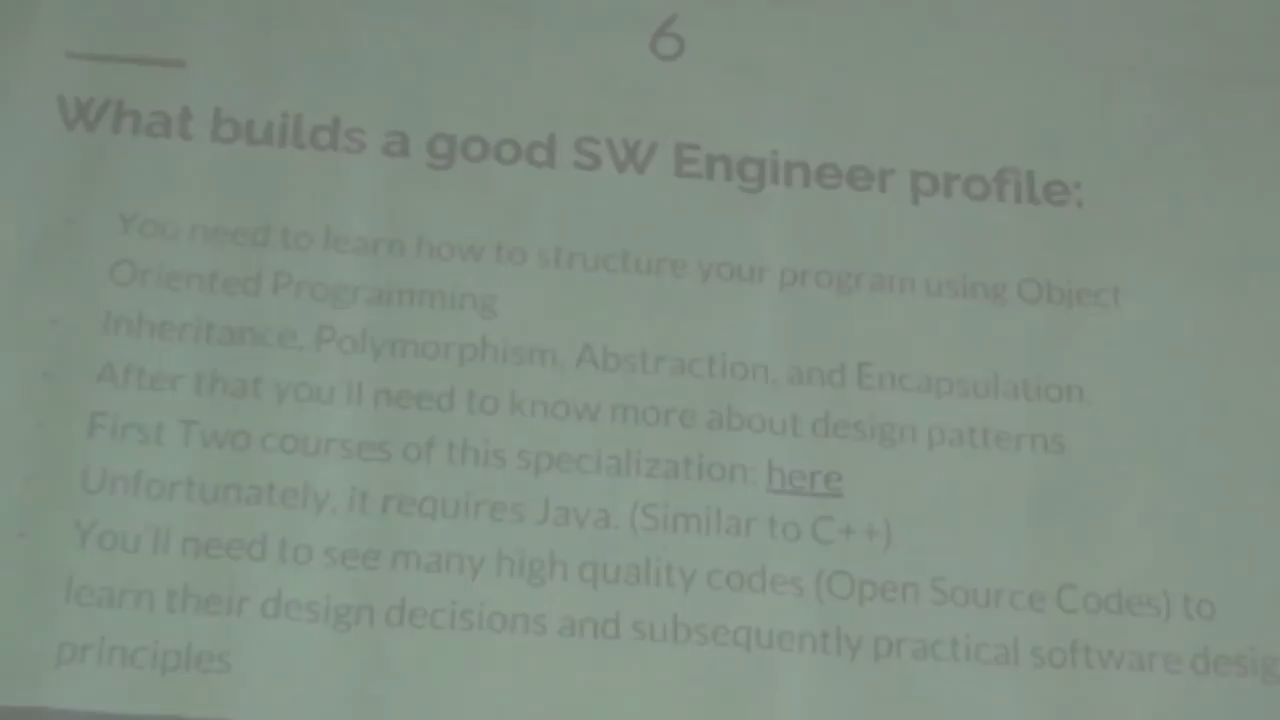 6
What builds a good SW Engineer profile:
- You need to learn how to structure your program using Object
Oriented Programming
- Inheritance, Polymorphism, Abstraction, and Encapsulation.
- After that you ll need to know more about design patterns
- First Two courses of this specialization: here
- Unfortunately, it requires Java. (Similar to C++)
- You'll need to see many high quality codes (Open Source Codes) to
learn their design decisions and subsequently practical software desig
principles